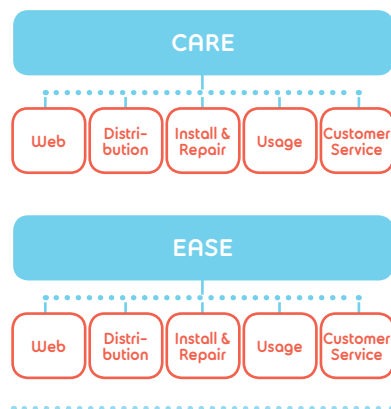 CARE
Web
Distri-
bution
Install &
Repair
Usage
Customer
Service
EASE
Web
Distri-
bution
Install &
Repair
Usage
Customer
Service